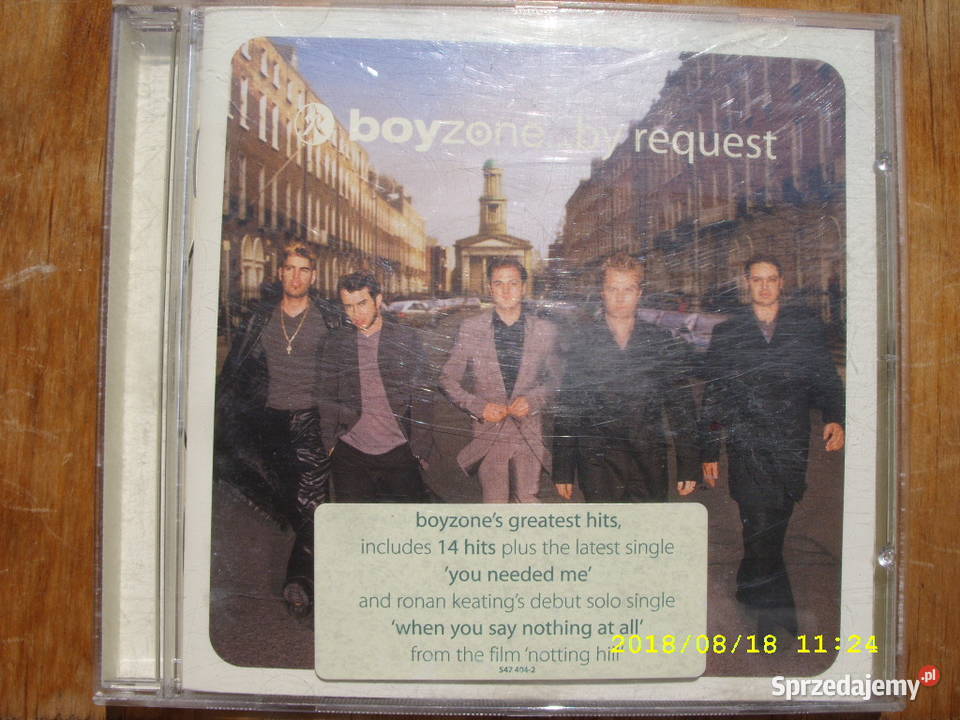 boyzone...by request
boyzone's greatest hits,
includes 14 hits plus the latest single
'you needed me'
and ronan keating's debut solo single
'when you say nothing at all'
from the film 'notting hill'
547 494-2
2018/08/18 11:24
Sprzedajemy.pl